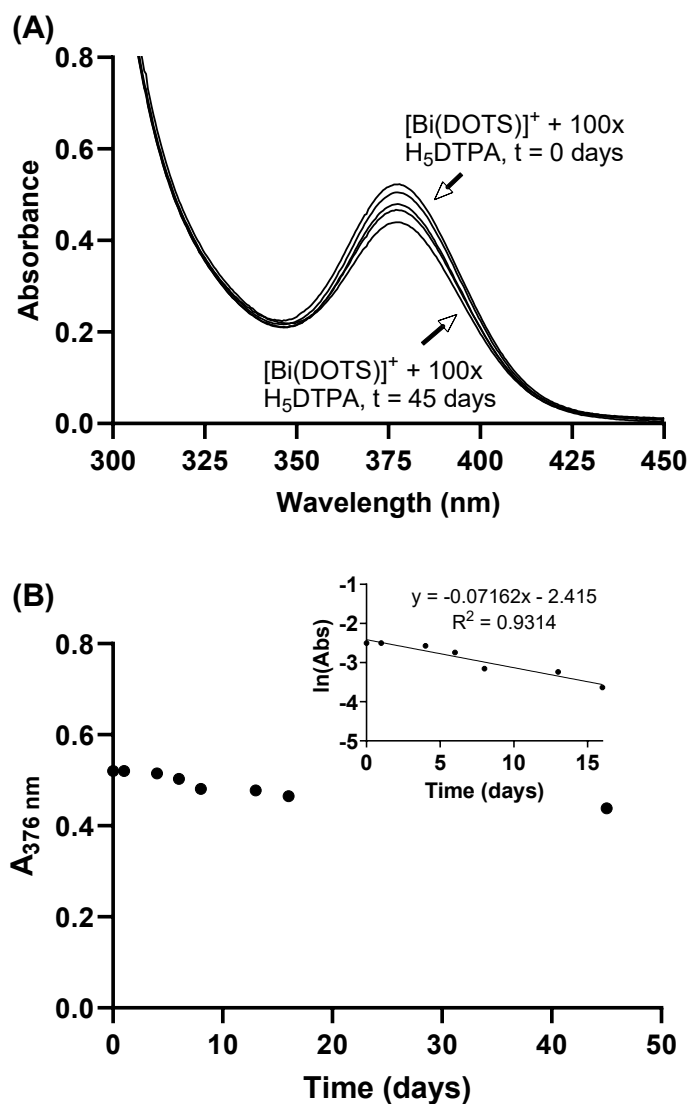 (A)
0.8
0.6
0.4
0.2
0.0
Absorbance
[Bi(DOTS)]⁺ + 100x
H₅DTPA, t = 0 days
[Bi(DOTS)]⁺ + 100x
H₅DTPA, t = 45 days
300 325 350 375 400 425 450
Wavelength (nm)
(B)
0.8
0.6
0.4
0.2
0.0
A₃₇₆ ₙₘ
-1
-2
-3
-4
-5
ln(Abs)
y = -0.07162x - 2.415
R² = 0.9314
0 5 10 15
Time (days)
0 10 20 30 40 50
Time (days)